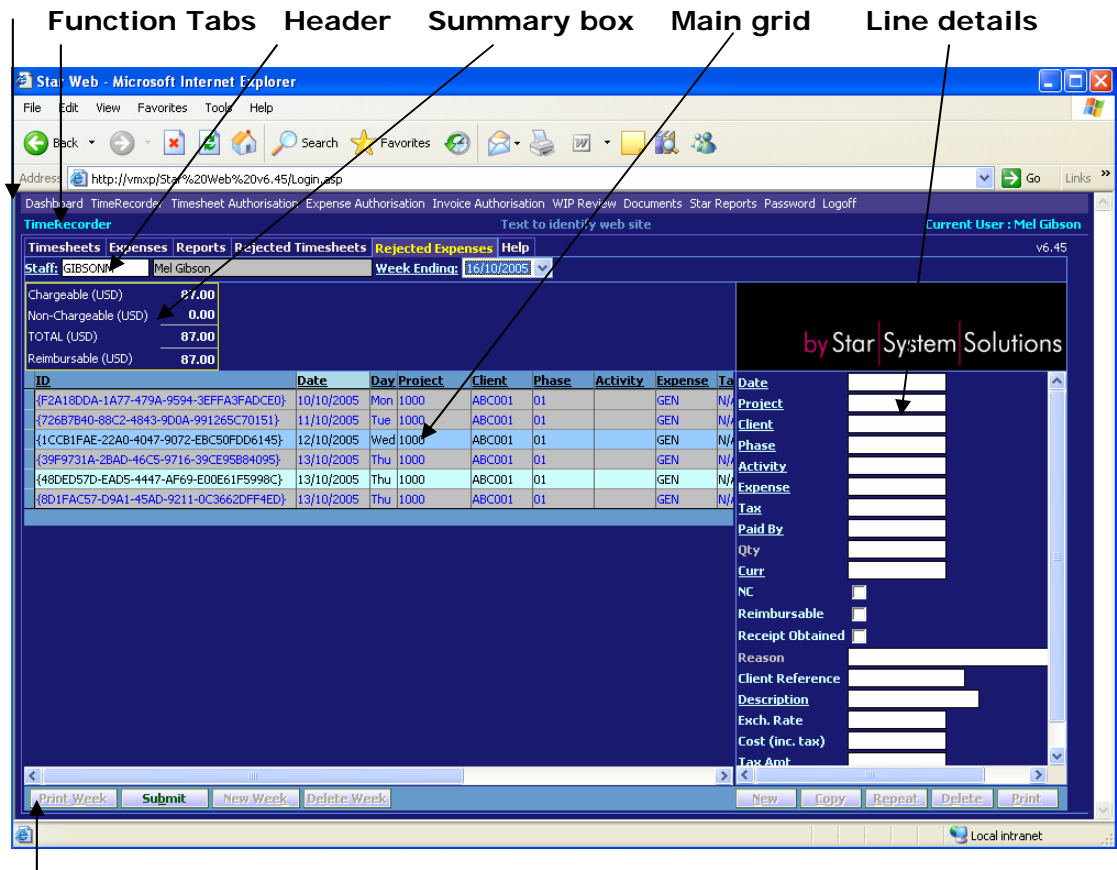 Function Tabs Header Summary box Main grid Line details
Star Web - Microsoft Internet Explorer
File Edit View Favorites Tools Help
Back Search Favorites
Address http://vmxp/Star%20Web%20v6.45/Login.asp Go Links »
Dashboard TimeRecorder Timesheet Authorisation Expense Authorisation Invoice Authorisation WIP Review Documents Star Reports Password Logoff
TimeRecorder Text to identify web site Current User : Mel Gibson
Timesheets Expenses Reports Rejected Timesheets Rejected Expenses Help v6.45
Staff: GIBSONM Mel Gibson Week Ending: 16/10/2005
Chargeable (USD) 87.00
Non-Chargeable (USD) 0.00
TOTAL (USD) 87.00
Reimbursable (USD) 87.00
by Star System Solutions
ID Date Day Project Client Phase Activity Expense Ta
{F2A18DDA-1A77-479A-9594-3EFFA3FADCE0} 10/10/2005 Mon 1000 ABC001 01 GEN N/
{726B7B40-88C2-4843-9D0A-991265C70151} 11/10/2005 Tue 1000 ABC001 01 GEN N/
{1CCB1FAE-22A0-4047-9072-EBC50FDD6145} 12/10/2005 Wed 1000 ABC001 01 GEN N/
{39F9731A-2BAD-46C5-9716-39CE95B84095} 13/10/2005 Thu 1000 ABC001 01 GEN N/
{48DED57D-EAD5-4447-AF69-E00E61F5998C} 13/10/2005 Thu 1000 ABC001 01 GEN N/
{8D1FAC57-D9A1-45AD-9211-0C3662DFF4ED} 13/10/2005 Thu 1000 ABC001 01 GEN N/
Date
Project
Client
Phase
Activity
Expense
Tax
Paid By
Qty
Curr
NC
Reimbursable
Receipt Obtained
Reason
Client Reference
Description
Exch. Rate
Cost (inc. tax)
Tax Amt
Print Week Submit New Week Delete Week New Copy Repeat Delete Print
Local intranet